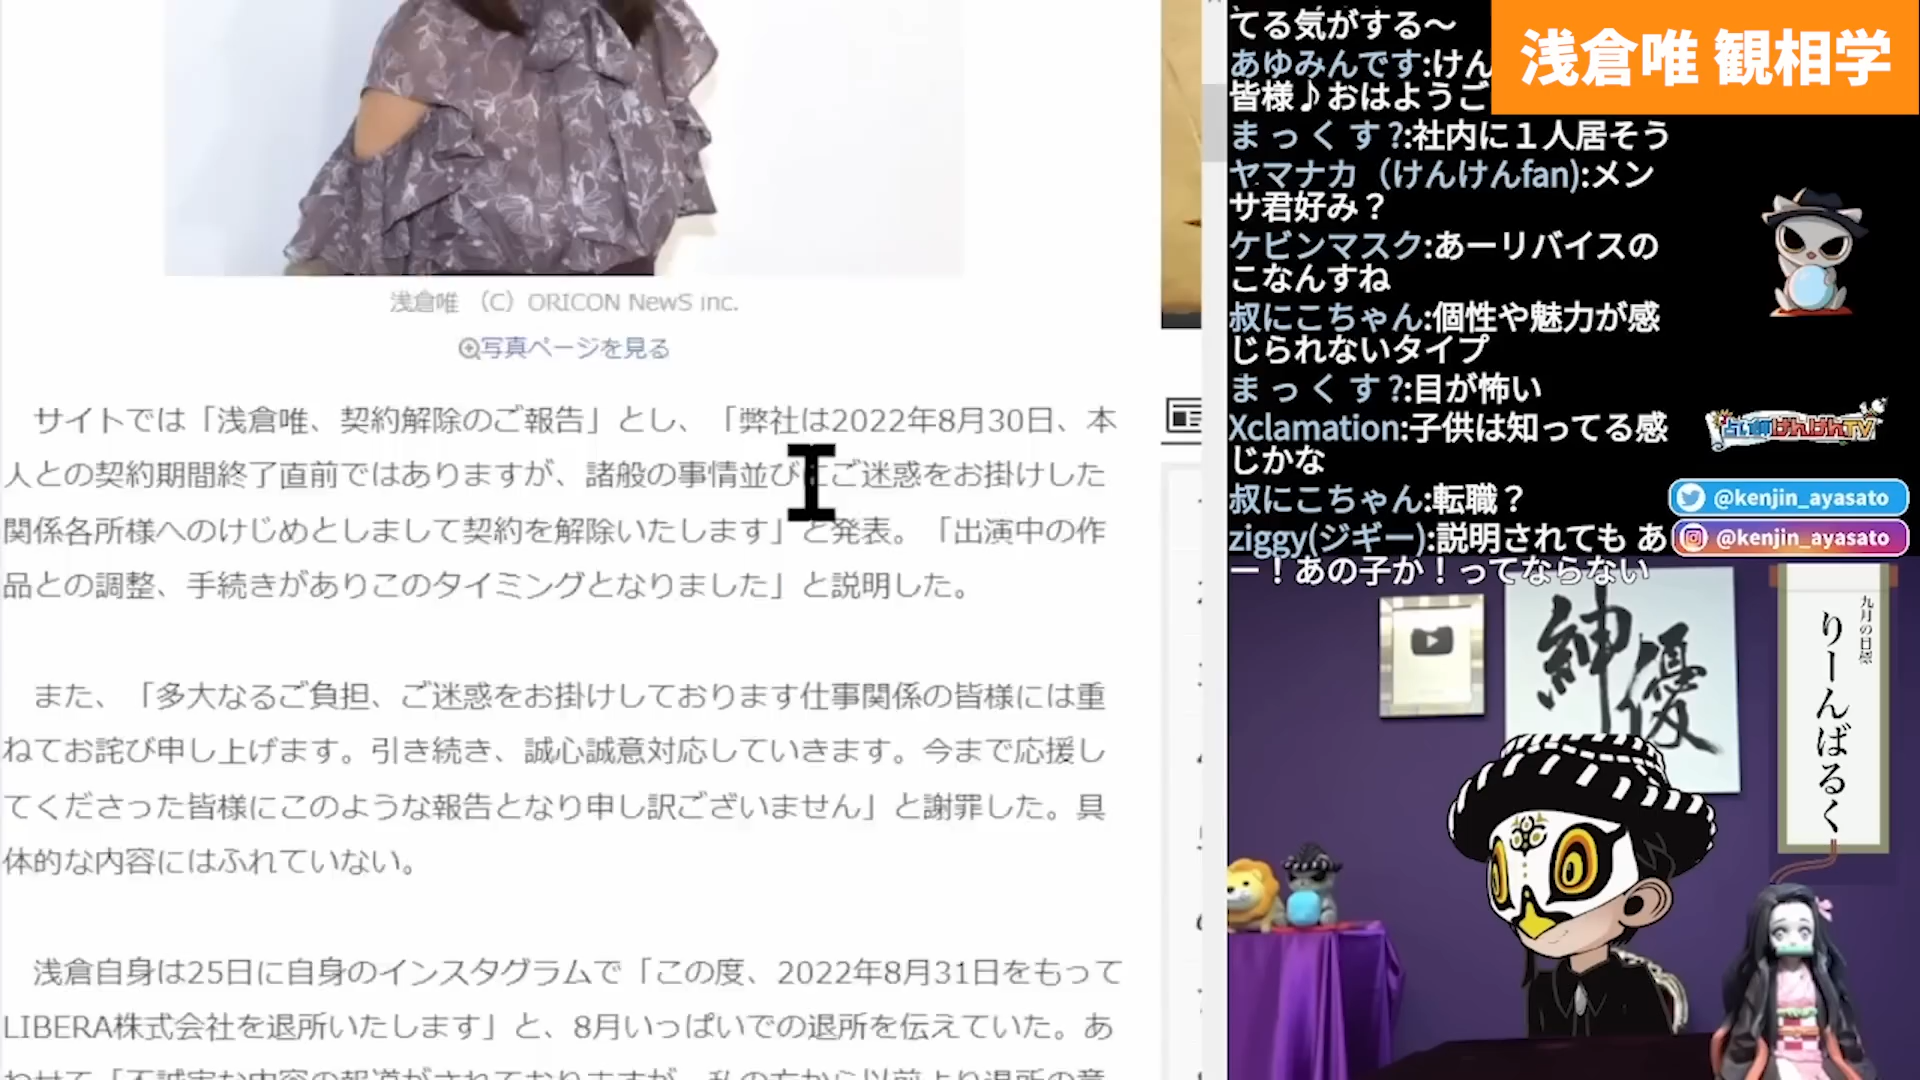 浅倉唯 (C) ORICON NewS inc.
写真ページを見る
サイトでは「浅倉唯、契約解除のご報告」とし、「弊社は2022年8月30日、本
人との契約期間終了直前ではありますが、諸般の事情並びにご迷惑をお掛けした
関係各所様へのけじめとしまして契約を解除いたします」と発表。「出演中の作
品との調整、手続きがありこのタイミングとなりました」と説明した。
また、「多大なるご負担、ご迷惑をお掛けしております仕事関係の皆様には重
ねてお詫び申し上げます。引き続き、誠心誠意対応していきます。今まで応援し
てくださった皆様にこのような報告となり申し訳ございません」と謝罪した。具
体的な内容にはふれていない。
浅倉自身は25日に自身のインスタグラムで「この度、2022年8月31日をもって
LIBERA株式会社を退所いたします」と、8月いっぱいでの退所を伝えていた。あ
てる気がする〜
あゆみんです:けん
皆様♪おはようご
まっくす?:社内に１人居そう
ヤマナカ（けんけんfan):メン
サ君好み？
ケビンマスク:あーリバイスの
こなんすね
叔にこちゃん:個性や魅力が感
じられないタイプ
まっくす?:目が怖い
Xclamation:子供は知ってる感
じかな
叔にこちゃん:転職？
ziggy(ジギー):説明されても あ
ー！あの子か！ってならない
浅倉唯 観相学
占い師けんけんTV
@kenjin_ayasato
@kenjin_ayasato
紳優
九月の目標
りーんばるく